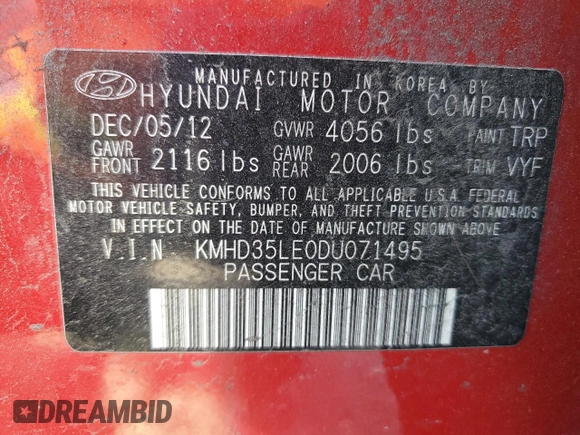 MANUFACTURED IN KOREA BY
HYUNDAI MOTOR COMPANY
DEC/05/12 GVWR 4056 lbs PAINT TRP
GAWR FRONT 2116 lbs GAWR REAR 2006 lbs TRIM VYF
THIS VEHICLE CONFORMS TO ALL APPLICABLE U.S.A. FEDERAL
MOTOR VEHICLE SAFETY, BUMPER, AND THEFT PREVENTION STANDARDS
IN EFFECT ON THE DATE OF MANUFACTURE SHOWN ABOVE.
V.I.N. KMHD35LE0DU071495
PASSENGER CAR
DREAMBID